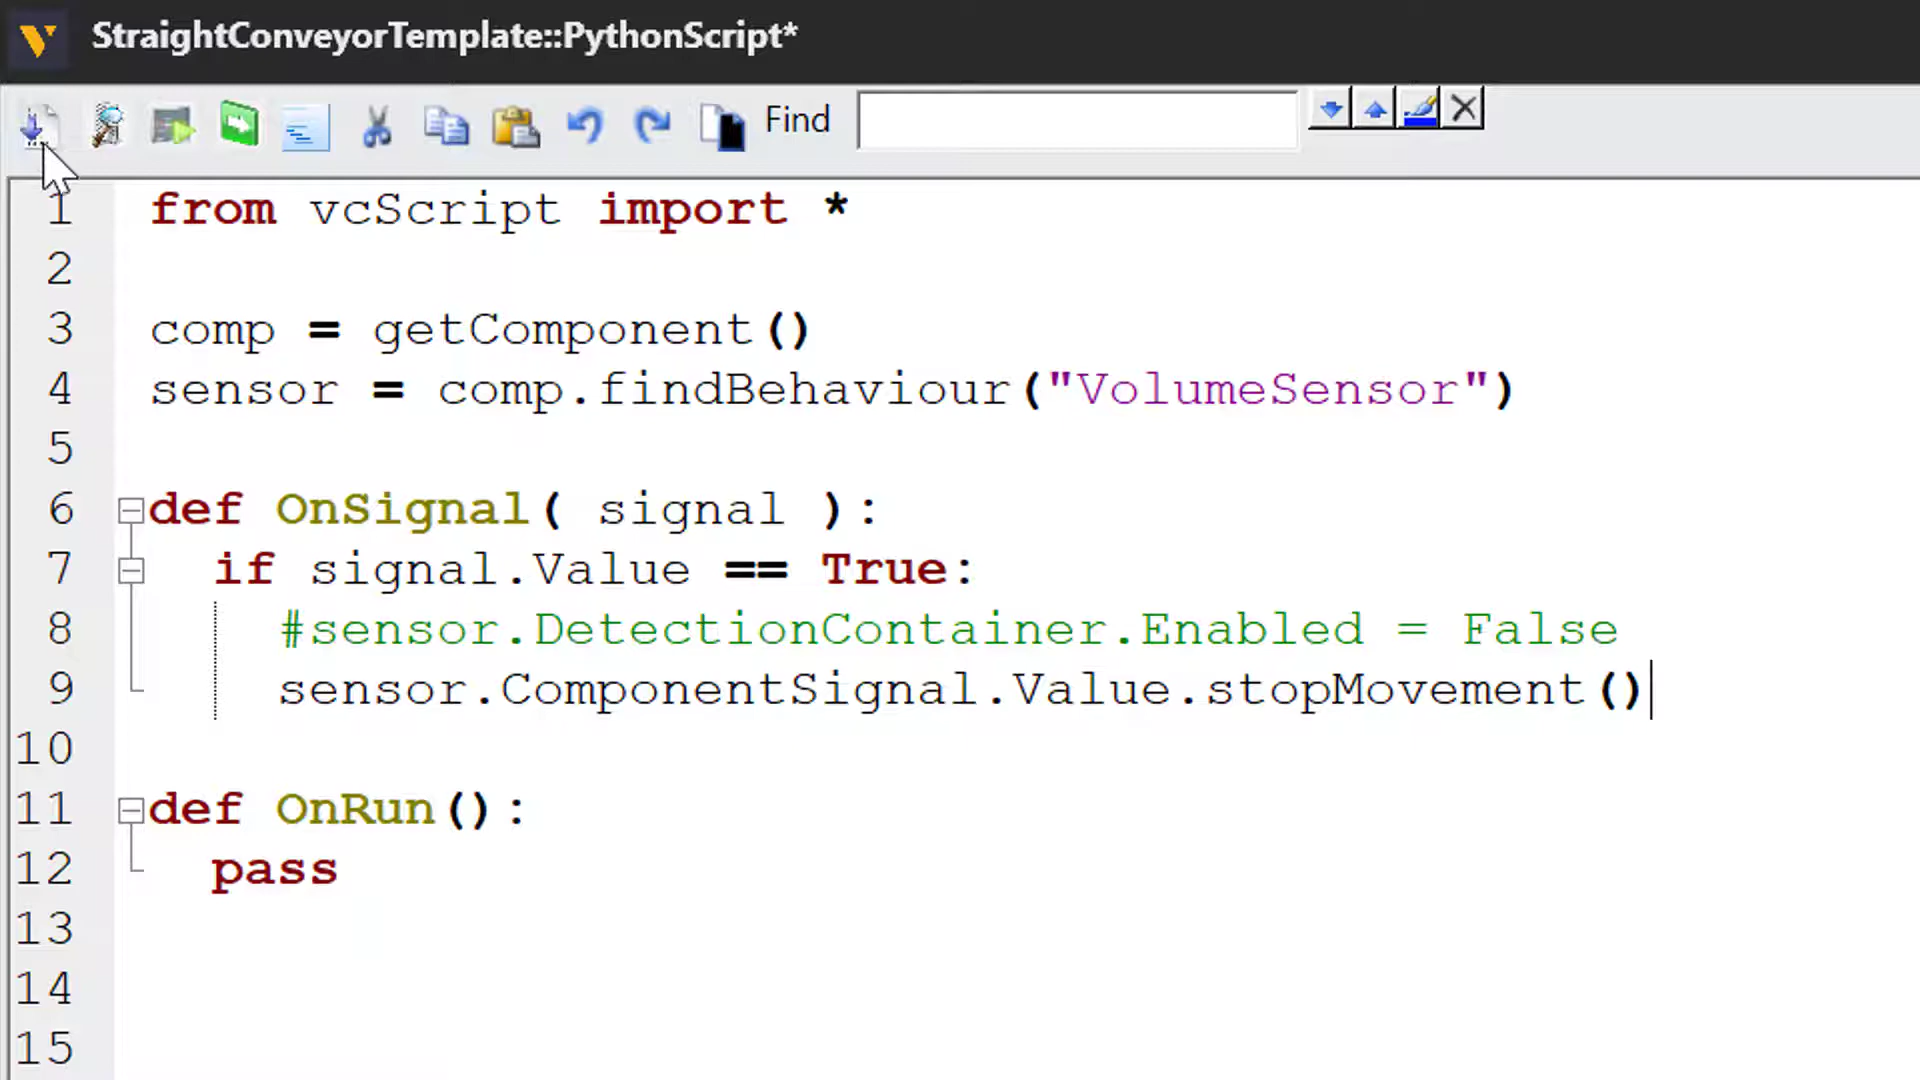 StraightConveyorTemplate::PythonScript*
Find
1 from vcScript import *
2
3 comp = getComponent()
4 sensor = comp.findBehaviour("VolumeSensor")
5
6 def OnSignal( signal ):
7 if signal.Value == True:
8 #sensor.DetectionContainer.Enabled = False
9 sensor.ComponentSignal.Value.stopMovement()
10
11 def OnRun():
12 pass
13
14
15